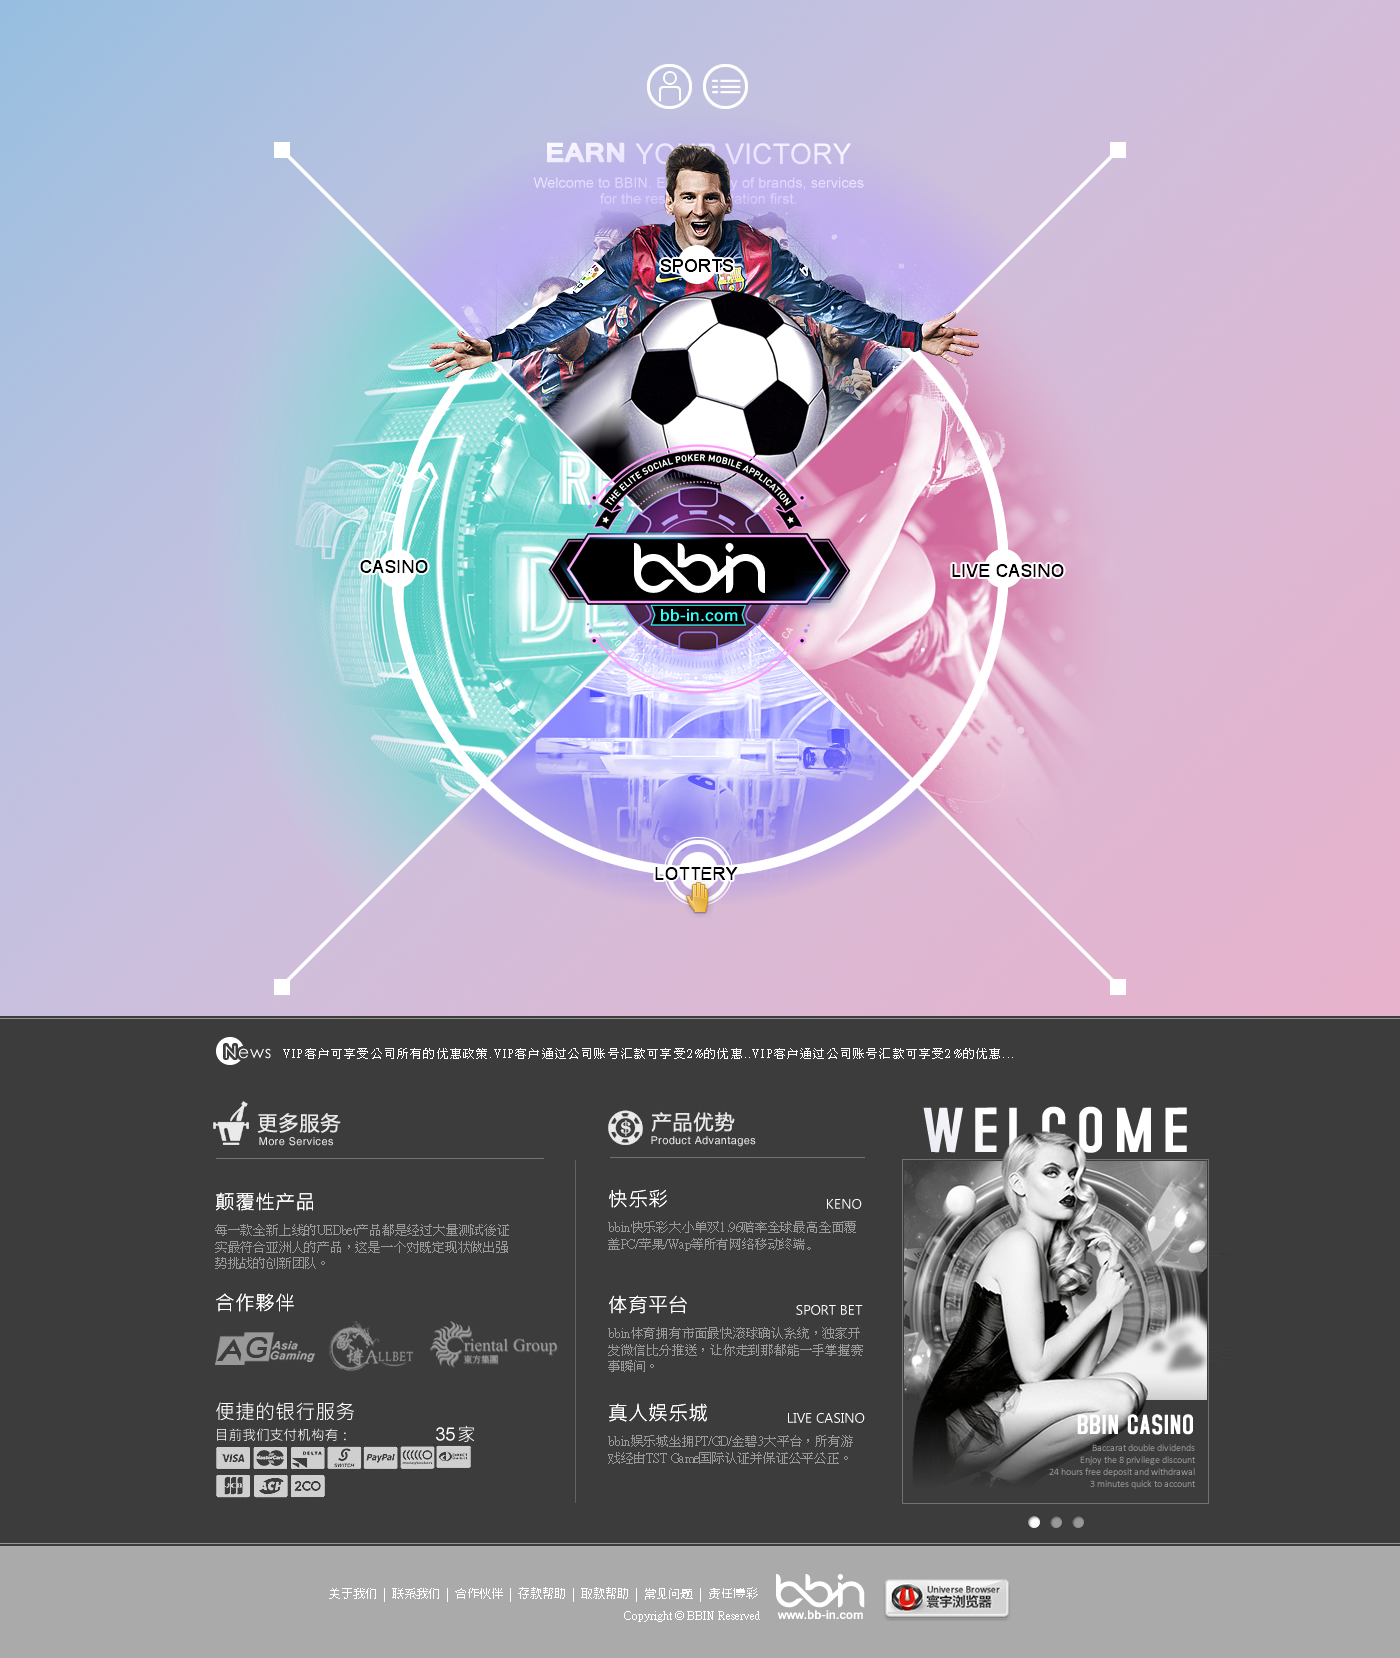 EARN YOUR VICTORY
Welcome to BBIN. y of brands, services
for the res ation first.
SPORTS
THE ELITE SOCIAL POKER MOBILE APPLICATION
CASINO
LIVE CASINO
bbin
bb-in.com
LOTTERY
News VIP客户可享受公司所有的优惠政策.VIP客户通过公司账号汇款可享受2%的优惠..VIP客户通过公司账号汇款可享受2%的优惠...
更多服务
More Services
颠覆性产品
每一款全新上线的UEDbet产品都是经过大量测试後证
实最符合亚洲人的产品，这是一个对既定现状做出强
势挑战的创新团队。
合作夥伴
AG Asia Gaming
ALLBET
Oriental Group
東方集團
便捷的银行服务
目前我们支付机构有： 35家
VISA MasterCard DELTA SWITCH PayPal
JCB ACH 2CO
产品优势
Product Advantages
快乐彩 KENO
bbin快乐彩大小单双1.96赔率全球最高全面覆
盖PC/苹果/Wap等所有网络移动终端。
体育平台 SPORT BET
bbin体育拥有市面最快滚球确认系统，独家开
发微信比分推送，让你走到那都能一手掌握赛
事瞬间。
真人娱乐城 LIVE CASINO
bbin娱乐城坐拥PT/GD/金碧3大平台，所有游
戏经由TST Game国际认证并保证公平公正。
WELCOME
BBIN CASINO
Baccarat double dividends
Enjoy the 8 privilege discount
24 hours free deposit and withdrawal
3 minutes quick to account
关于我们 | 联系我们 | 合作伙伴 | 存款帮助 | 取款帮助 | 常见问题 | 责任博彩
Copyright © BBIN Reserved
bbin
www.bb-in.com
Universe Browser
寰宇浏览器